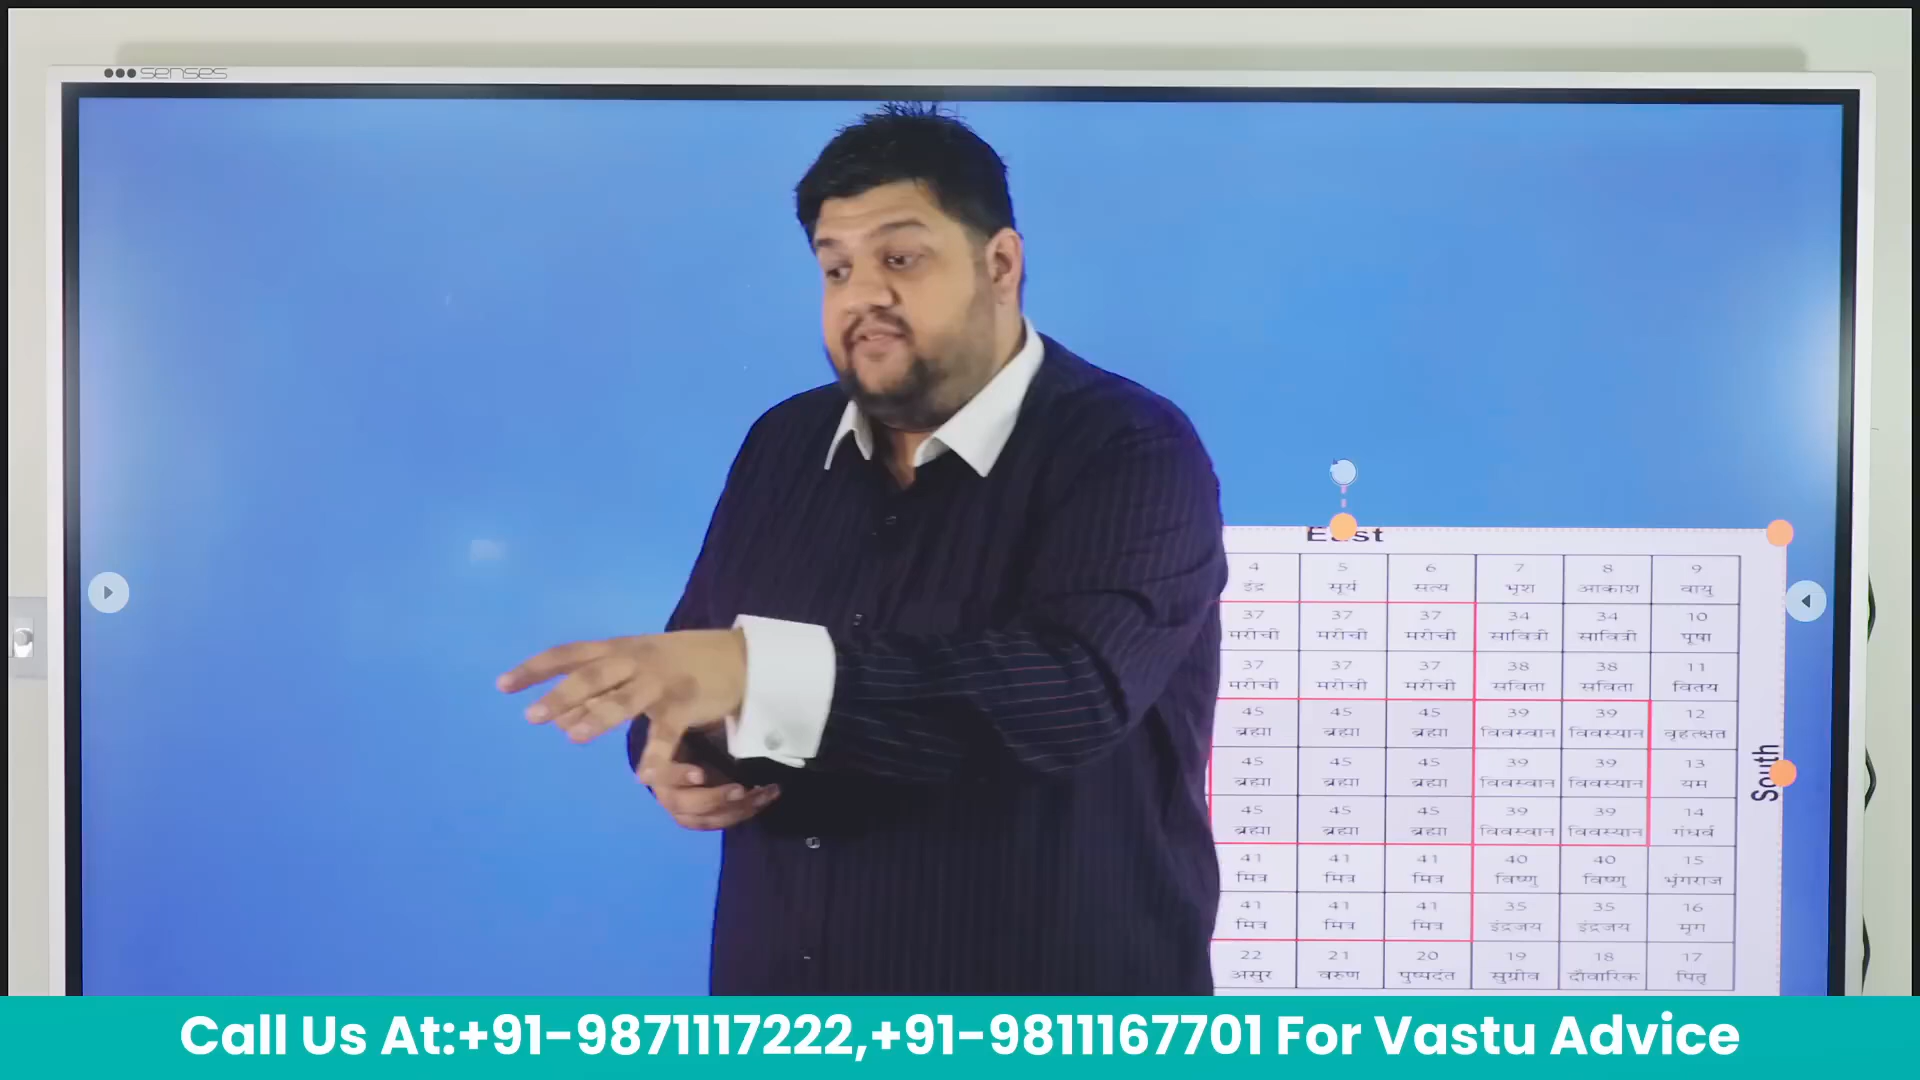 senses
East
4 5 6 7 8 9
इंद्र सूर्य सत्य भृश आकाश वायु
37 37 37 34 34 10
मरीची मरीची मरीची सावित्री सावित्री पूषा
37 37 37 38 38 11
मरीची मरीची मरीची सविता सविता वितथ
45 45 45 39 39 12
ब्रह्मा ब्रह्मा ब्रह्मा विवस्वान विवस्वान वृहत्क्षत
45 45 45 39 39 13
ब्रह्मा ब्रह्मा ब्रह्मा विवस्वान विवस्वान यम
South
45 45 45 39 39 14
ब्रह्मा ब्रह्मा ब्रह्मा विवस्वान विवस्वान गंधर्व
41 41 41 40 40 15
मित्र मित्र मित्र विष्णु विष्णु भृंगराज
41 41 41 35 35 16
मित्र मित्र मित्र इंद्रजय इंद्रजय मृग
22 21 20 19 18 17
असुर वरुण पुष्पदंत सुग्रीव दौवारिक पितृ
Call Us At:+91-9871117222,+91-9811167701 For Vastu Advice